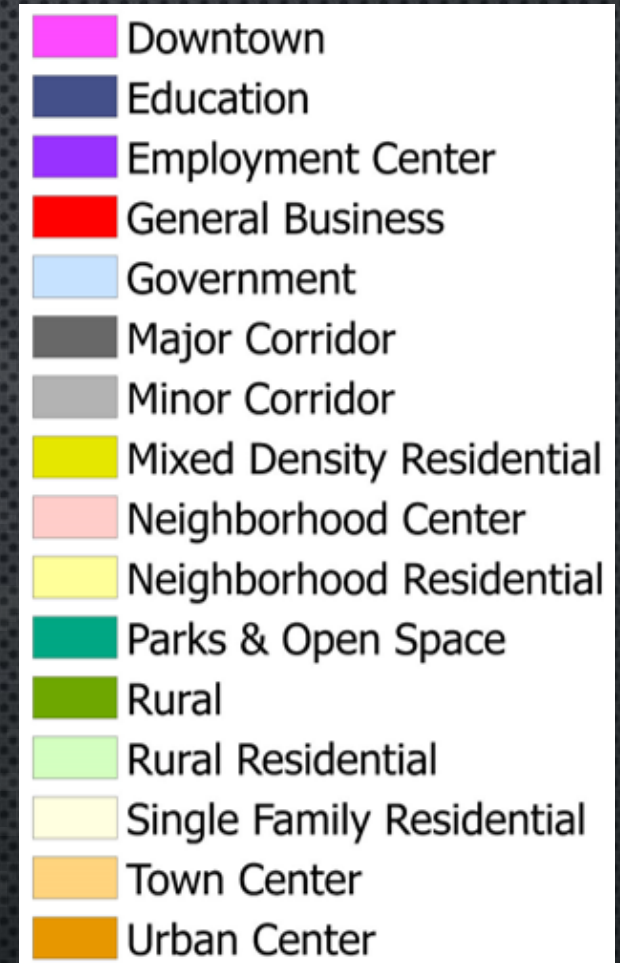 Downtown
Education
Employment Center
General Business
Government
Major Corridor
Minor Corridor
Mixed Density Residential
Neighborhood Center
Neighborhood Residential
Parks & Open Space
Rural
Rural Residential
Single Family Residential
Town Center
Urban Center